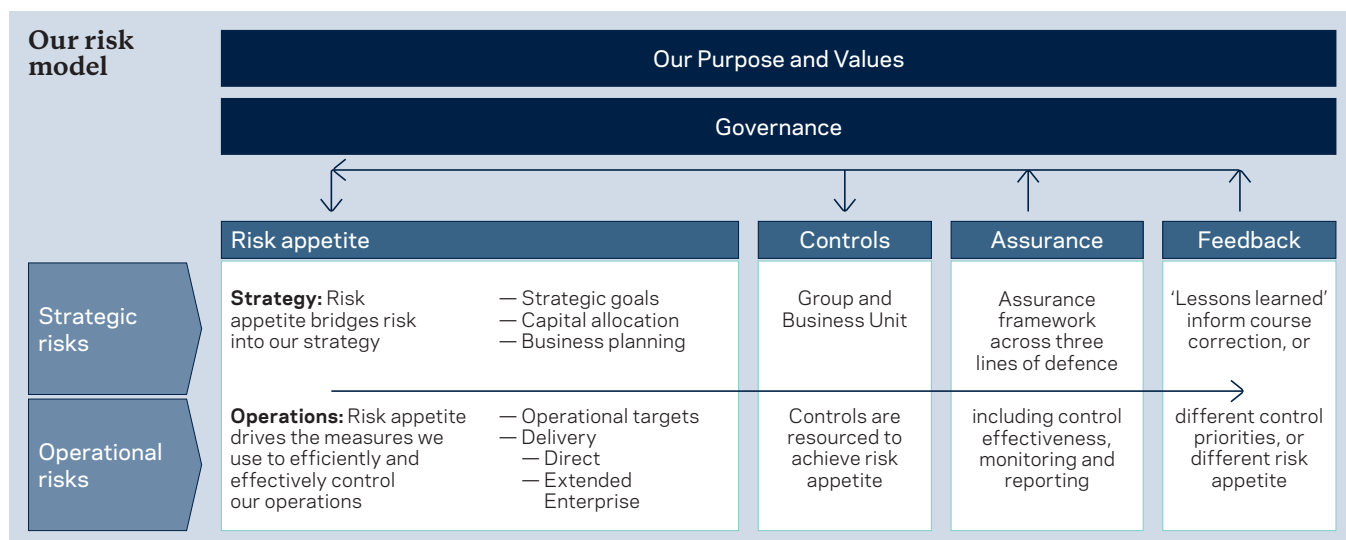 Our risk
model
Our Purpose and Values
Governance
Risk appetite
Controls
Assurance
Feedback
Strategic
risks
Strategy: Risk
appetite bridges risk
into our strategy
— Strategic goals
— Capital allocation
— Business planning
Group and
Business Unit
Assurance
framework
across three
lines of defence
‘Lessons learned’
inform course
correction, or
Operational
risks
Operations: Risk appetite
drives the measures we
use to efficiently and
effectively control
our operations
— Operational targets
— Delivery
— Direct
— Extended
Enterprise
Controls are
resourced to
achieve risk
appetite
including control
effectiveness,
monitoring and
reporting
different control
priorities, or
different risk
appetite